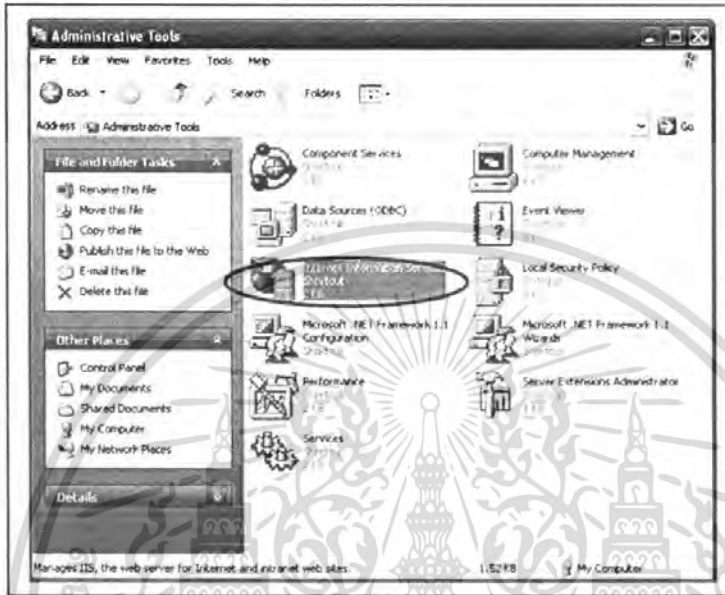 Administrative Tools
File Edit View Favorites Tools Help
Back Search Folders
Address Administrative Tools Go
File and Folder Tasks
Rename this file
Move this file
Copy this file
Publish this file to the Web
E-mail this file
Delete this file
Other Places
Control Panel
My Documents
Shared Documents
My Computer
My Network Places
Details
Component Services
Shortcut
Computer Management
Shortcut
Data Sources (ODBC)
Event Viewer
Internet Information Ser...
Shortcut
Local Security Policy
Microsoft .NET Framework 1.1
Configuration
Microsoft .NET Framework 1.1
Wizards
Performance
Server Extensions Administrator
Services
Manages IIS, the web server for Internet and intranet web sites. 1.52 KB My Computer